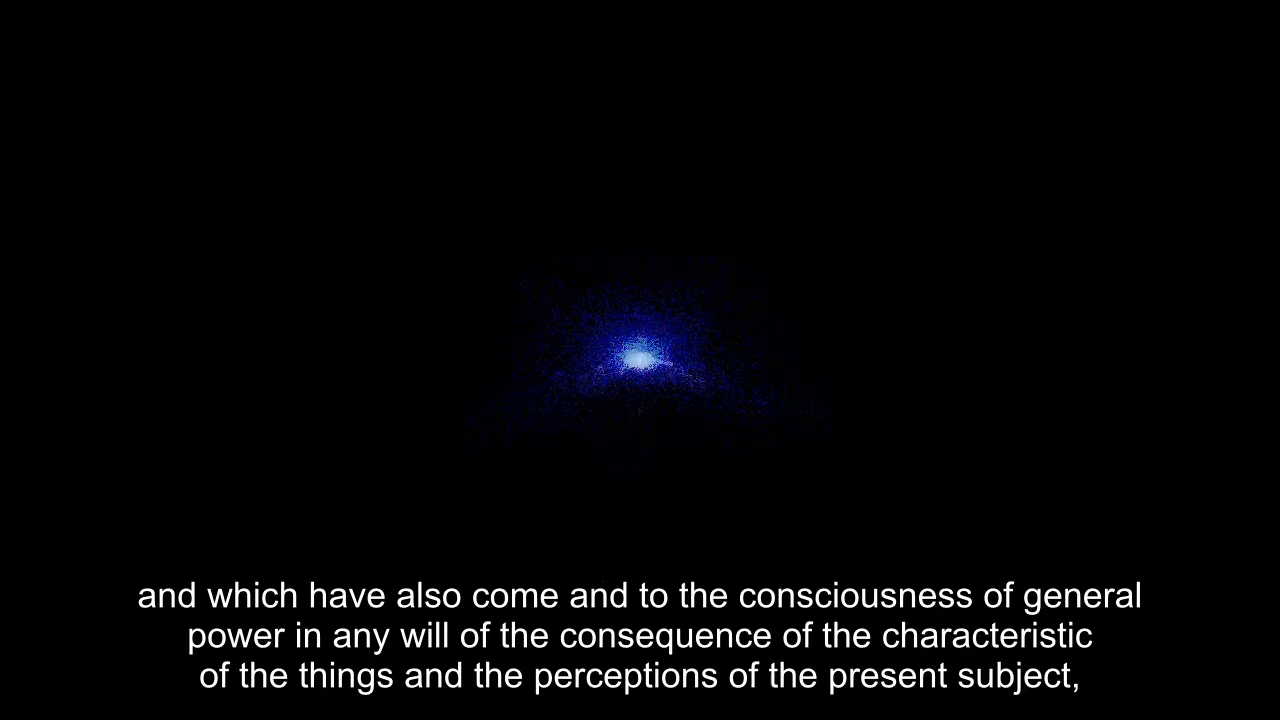 and which have also come and to the consciousness of general
power in any will of the consequence of the characteristic
of the things and the perceptions of the present subject,